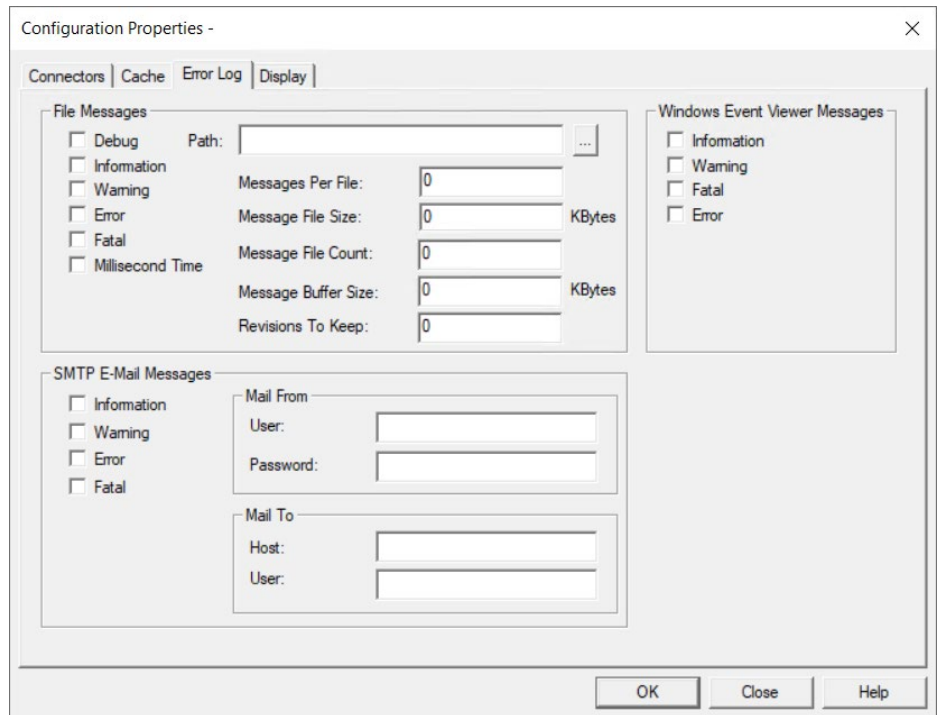 Configuration Properties -
Connectors Cache Error Log Display
File Messages
Debug
Information
Warning
Error
Fatal
Millisecond Time
Path: ...
Messages Per File: 0
Message File Size: 0 KBytes
Message File Count: 0
Message Buffer Size: 0 KBytes
Revisions To Keep: 0
Windows Event Viewer Messages
Information
Warning
Fatal
Error
SMTP E-Mail Messages
Information
Warning
Error
Fatal
Mail From
User:
Password:
Mail To
Host:
User:
OK Close Help